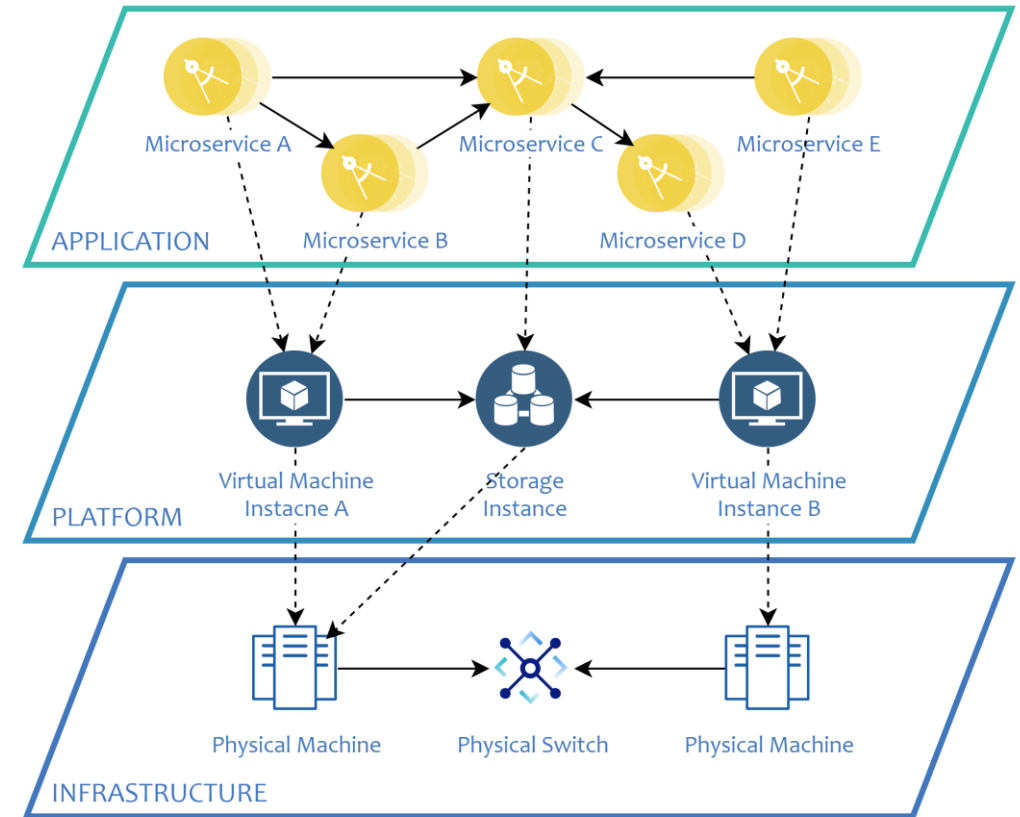 Microservice A
Microservice C
Microservice E
Microservice B
Microservice D
APPLICATION
Virtual Machine
Instacne A
Storage
Instance
Virtual Machine
Instance B
PLATFORM
Physical Machine
Physical Switch
Physical Machine
INFRASTRUCTURE